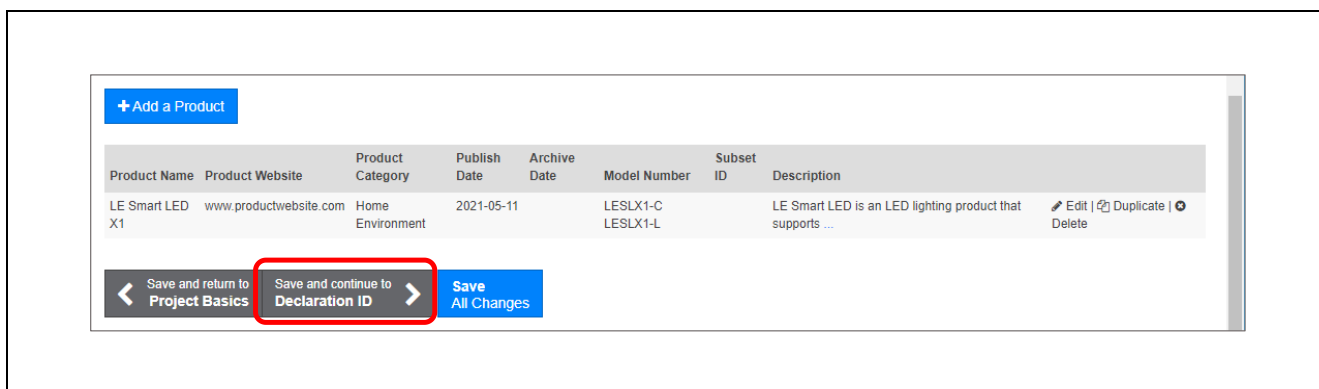 + Add a Product
Product Name Product Website Product Category Publish Date Archive Date Model Number Subset ID Description
LE Smart LED www.productwebsite.com Home 2021-05-11 LESLX1-C LE Smart LED is an LED lighting product that Edit | Duplicate |
X1 Environment LESLX1-L supports ... Delete
Save and return to Save and continue to Save
Project Basics Declaration ID All Changes